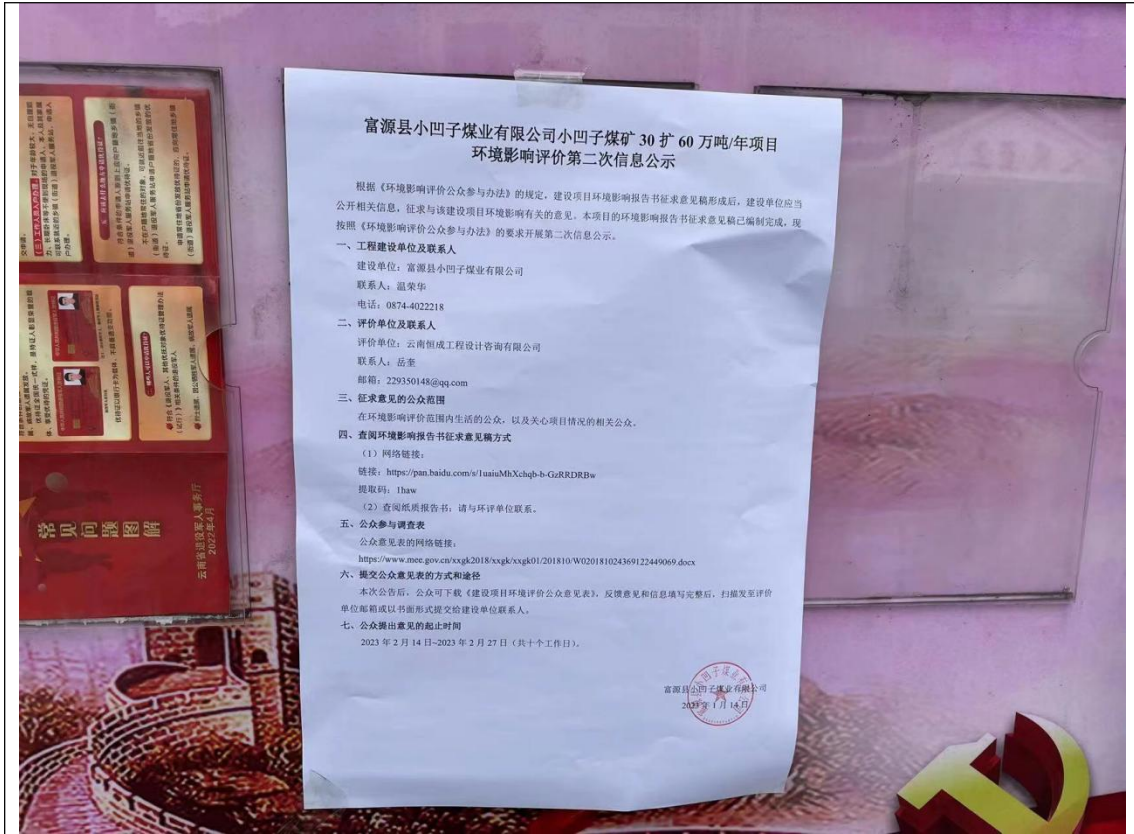 富源县小凹子煤业有限公司小凹子煤矿 30 扩 60 万吨/年项目
环境影响评价第二次信息公示
根据《环境影响评价公众参与办法》的规定，建设项目环境影响报告书征求意见稿形成后，建设单位应当
公开相关信息，征求与该建设项目环境影响有关的意见。本项目的环境影响报告书征求意见稿已编制完成，现
按照《环境影响评价公众参与办法》的要求开展第二次信息公示。
一、工程建设单位及联系人
建设单位：富源县小凹子煤业有限公司
联系人：温荣华
电话：0874-4022218
二、评价单位及联系人
评价单位：云南恒成工程设计咨询有限公司
联系人：岳奎
邮箱：229350148@qq.com
三、征求意见的公众范围
在环境影响评价范围内生活的公众，以及关心项目情况的相关公众。
四、查阅环境影响报告书征求意见稿方式
（1）网络链接：
链接：https://pan.baidu.com/s/1uaiuMhXchqb-b-GzRRDRBw
提取码：1haw
（2）查阅纸质报告书：请与环评单位联系。
五、公众参与调查表
公众意见表的网络链接：
https://www.mee.gov.cn/xxgk2018/xxgk/xxgk01/201810/W020181024369122449069.docx
六、提交公众意见表的方式和途径
本次公告后，公众可下载《建设项目环境评价公众意见表》，反馈意见和信息填写完整后，扫描发至评价
单位邮箱或以书面形式提交给建设单位联系人。
七、公众提出意见的起止时间
2023 年 2 月 14 日~2023 年 2 月 27 日（共十个工作日）。
富源县小凹子煤业有限公司
2023 年 1 月 14 日
常见问题图解
云南省退役军人事务厅
2022年4月